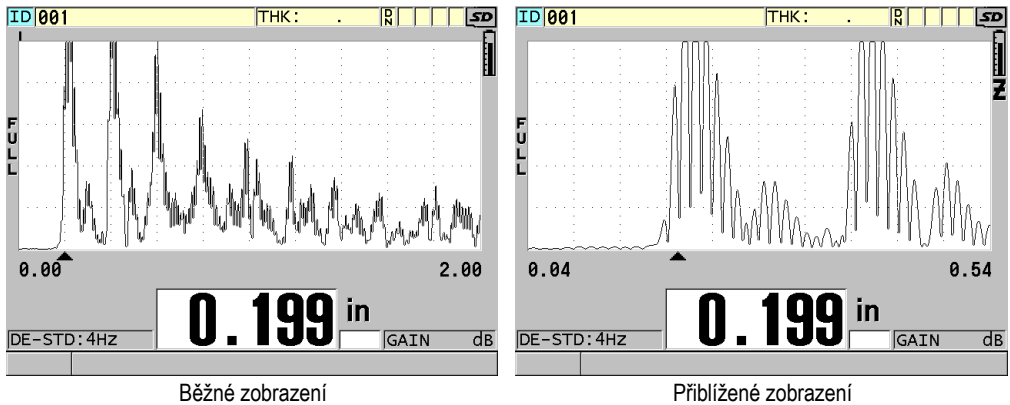 ID 001 THK: . DN SD
FULL
0.00 2.00
0.199 in
DE-STD:4Hz GAIN dB
Běžné zobrazení
ID 001 THK: . DN SD
Z
FULL
0.04 0.54
0.199 in
DE-STD:4Hz GAIN dB
Přiblížené zobrazení